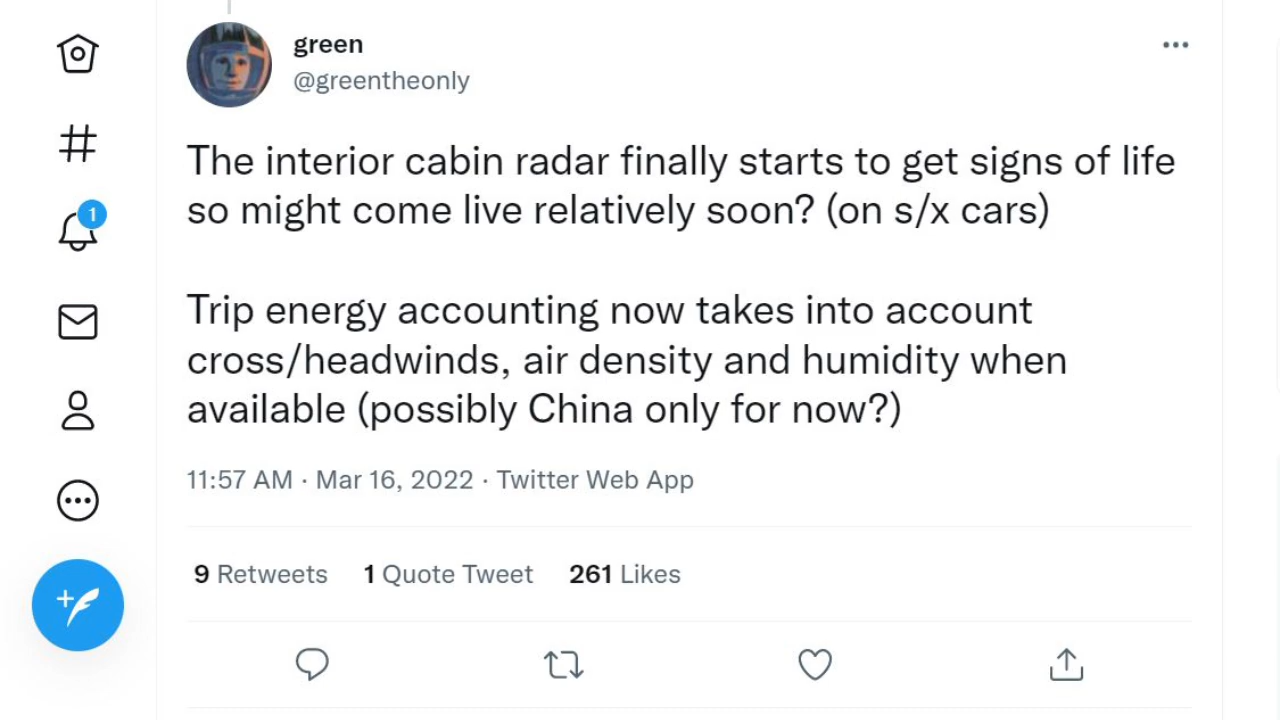 green
@greentheonly
The interior cabin radar finally starts to get signs of life
so might come live relatively soon? (on s/x cars)
Trip energy accounting now takes into account
cross/headwinds, air density and humidity when
available (possibly China only for now?)
11:57 AM · Mar 16, 2022 · Twitter Web App
9 Retweets 1 Quote Tweet 261 Likes
1